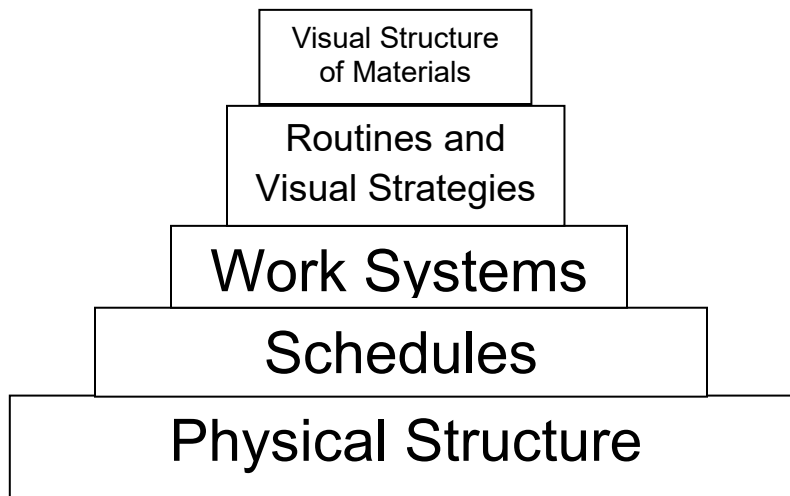 Visual Structure
of Materials
Routines and
Visual Strategies
Work Systems
Schedules
Physical Structure